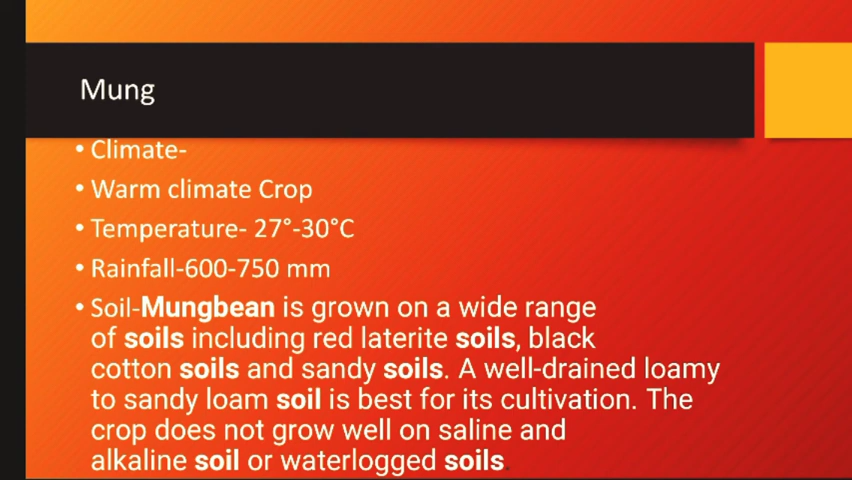 Mung
• Climate-
• Warm climate Crop
• Temperature- 27°-30°C
• Rainfall-600-750 mm
• Soil-Mungbean is grown on a wide range
of soils including red laterite soils, black
cotton soils and sandy soils. A well-drained loamy
to sandy loam soil is best for its cultivation. The
crop does not grow well on saline and
alkaline soil or waterlogged soils.